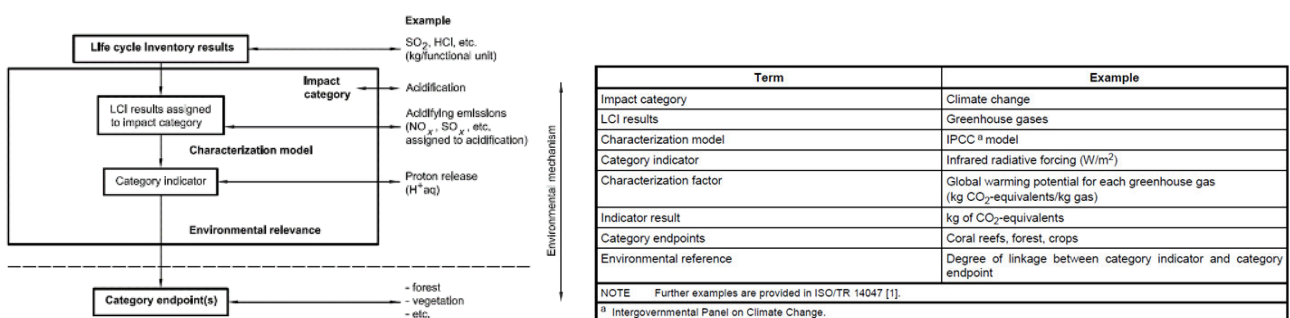 Example
Life cycle Inventory results
SO2, HCl, etc.
(kg/functional unit)
Impact
category
Acidification
LCI results assigned
to impact category
Acidifying emissions
(NOx, SOx, etc.
assigned to acidification)
Characterization model
Category indicator
Proton release
(H+aq)
Environmental relevance
Environmental mechanism
Category endpoint(s)
- forest
- vegetation
- etc.
Term Example
Impact category Climate change
LCI results Greenhouse gases
Characterization model IPCC a model
Category indicator Infrared radiative forcing (W/m2)
Characterization factor Global warming potential for each greenhouse gas
(kg CO2-equivalents/kg gas)
Indicator result kg of CO2-equivalents
Category endpoints Coral reefs, forest, crops
Environmental reference Degree of linkage between category indicator and category
endpoint
NOTE Further examples are provided in ISO/TR 14047 [1].
a Intergovernmental Panel on Climate Change.